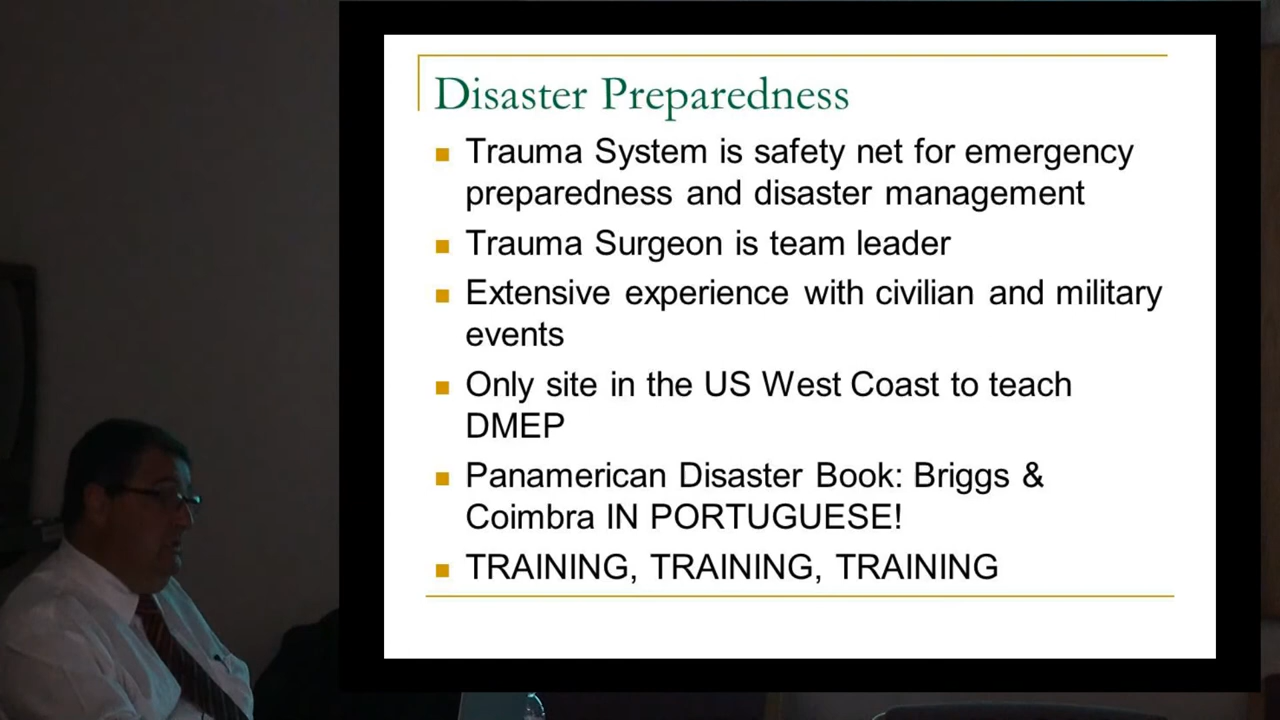 Disaster Preparedness
Trauma System is safety net for emergency
preparedness and disaster management
Trauma Surgeon is team leader
Extensive experience with civilian and military
events
Only site in the US West Coast to teach
DMEP
Panamerican Disaster Book: Briggs &
Coimbra IN PORTUGUESE!
TRAINING, TRAINING, TRAINING